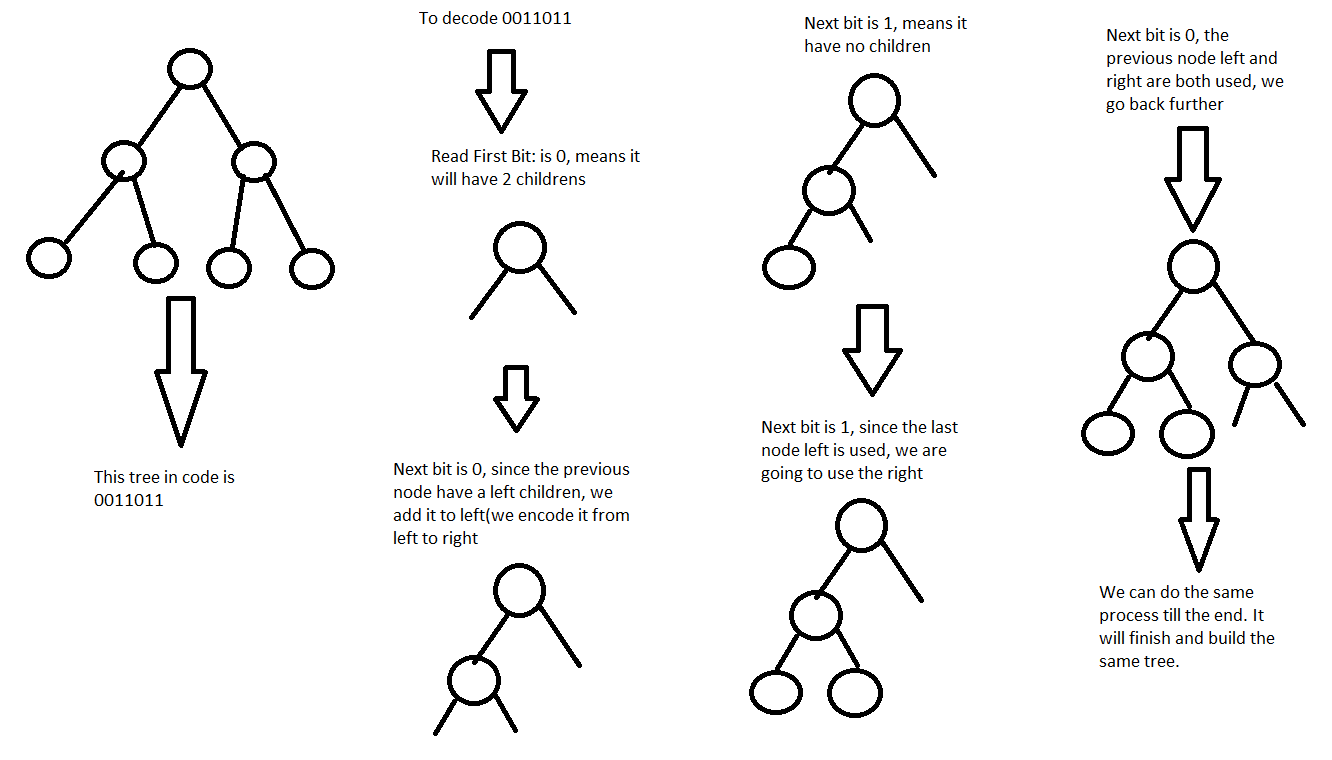 This tree in code is
0011011
To decode 0011011
Read First Bit: is 0, means it
will have 2 childrens
Next bit is 0, since the previous
node have a left children, we
add it to left(we encode it from
left to right
Next bit is 1, means it
have no children
Next bit is 1, since the last
node left is used, we are
going to use the right
Next bit is 0, the
previous node left and
right are both used, we
go back further
We can do the same
process till the end. It
will finish and build the
same tree.